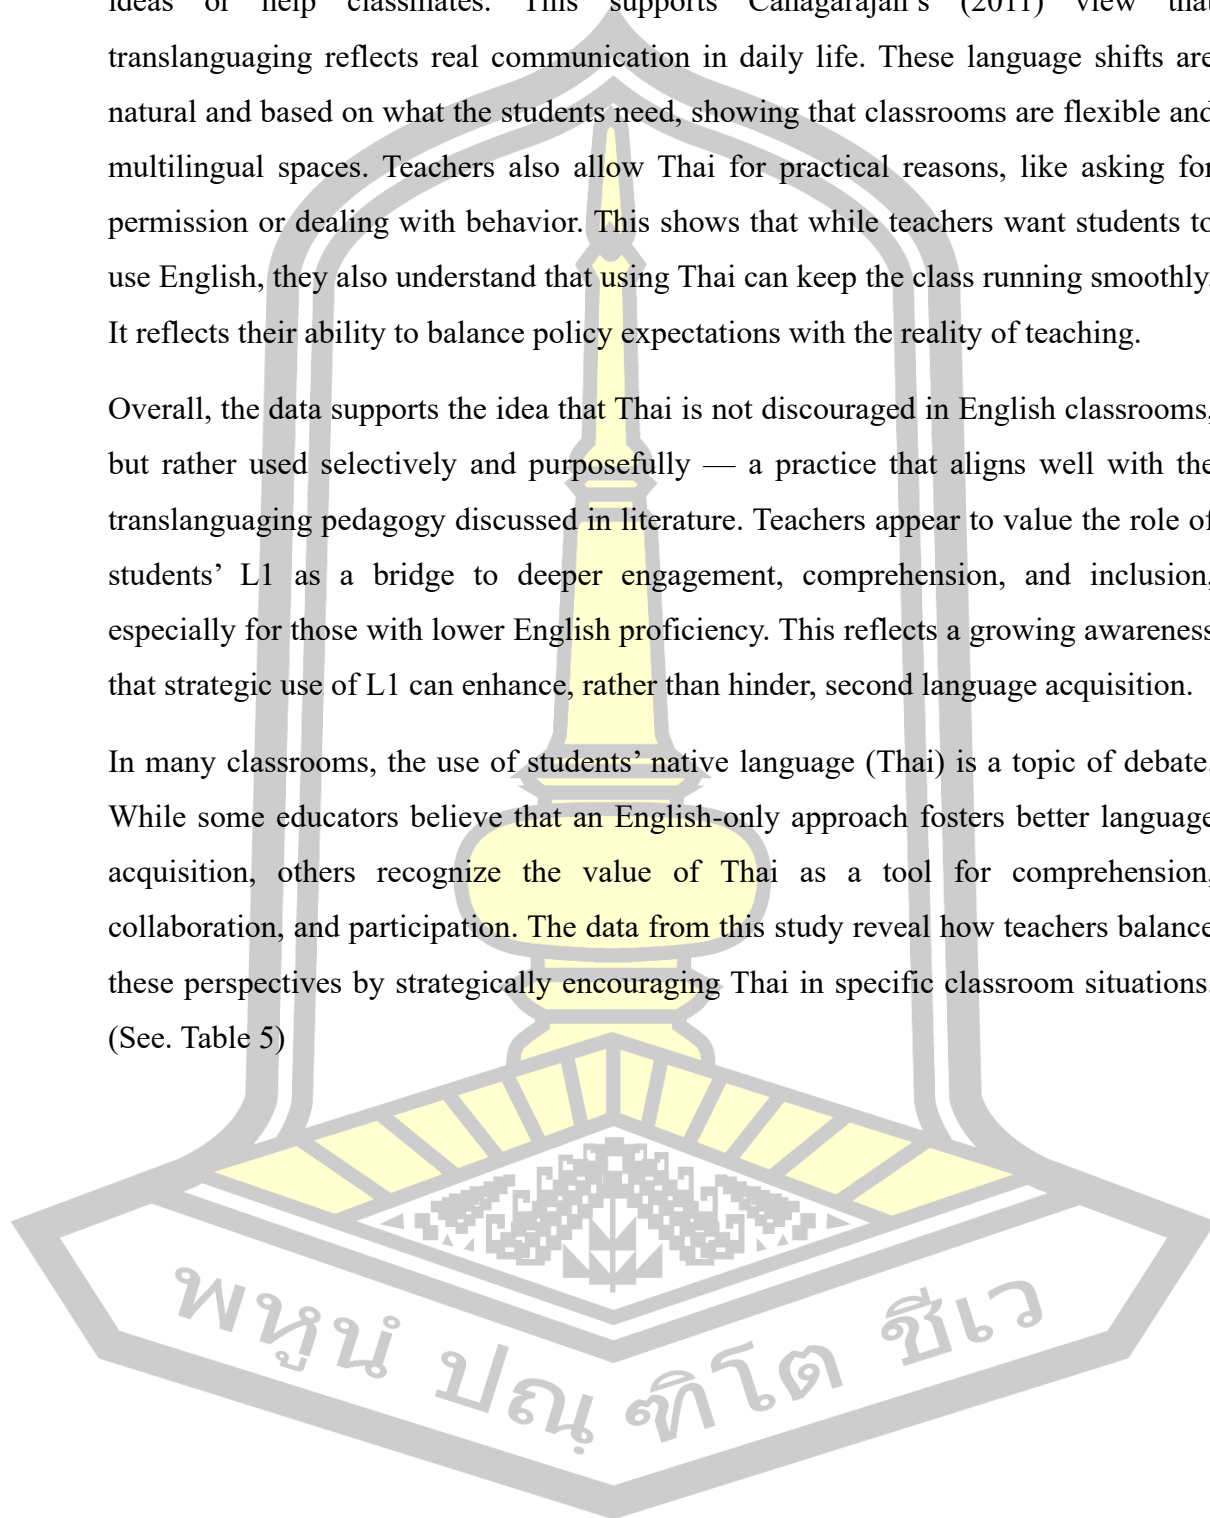 ideas or help classmates. This supports Canagarajah's (2011) view that
translanguaging reflects real communication in daily life. These language shifts are
natural and based on what the students need, showing that classrooms are flexible and
multilingual spaces. Teachers also allow Thai for practical reasons, like asking for
permission or dealing with behavior. This shows that while teachers want students to
use English, they also understand that using Thai can keep the class running smoothly.
It reflects their ability to balance policy expectations with the reality of teaching.
Overall, the data supports the idea that Thai is not discouraged in English classrooms,
but rather used selectively and purposefully — a practice that aligns well with the
translanguaging pedagogy discussed in literature. Teachers appear to value the role of
students’ L1 as a bridge to deeper engagement, comprehension, and inclusion,
especially for those with lower English proficiency. This reflects a growing awareness
that strategic use of L1 can enhance, rather than hinder, second language acquisition.
In many classrooms, the use of students’ native language (Thai) is a topic of debate.
While some educators believe that an English-only approach fosters better language
acquisition, others recognize the value of Thai as a tool for comprehension,
collaboration, and participation. The data from this study reveal how teachers balance
these perspectives by strategically encouraging Thai in specific classroom situations.
(See. Table 5)
พหูนํ ปณฺฑิโต ชีเว